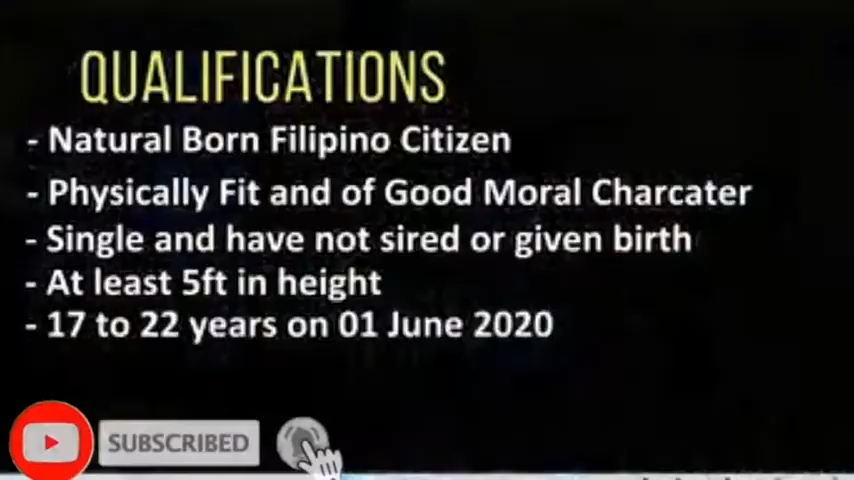 QUALIFICATIONS
- Natural Born Filipino Citizen
- Physically Fit and of Good Moral Charcater
- Single and have not sired or given birth
- At least 5ft in height
- 17 to 22 years on 01 June 2020
SUBSCRIBED